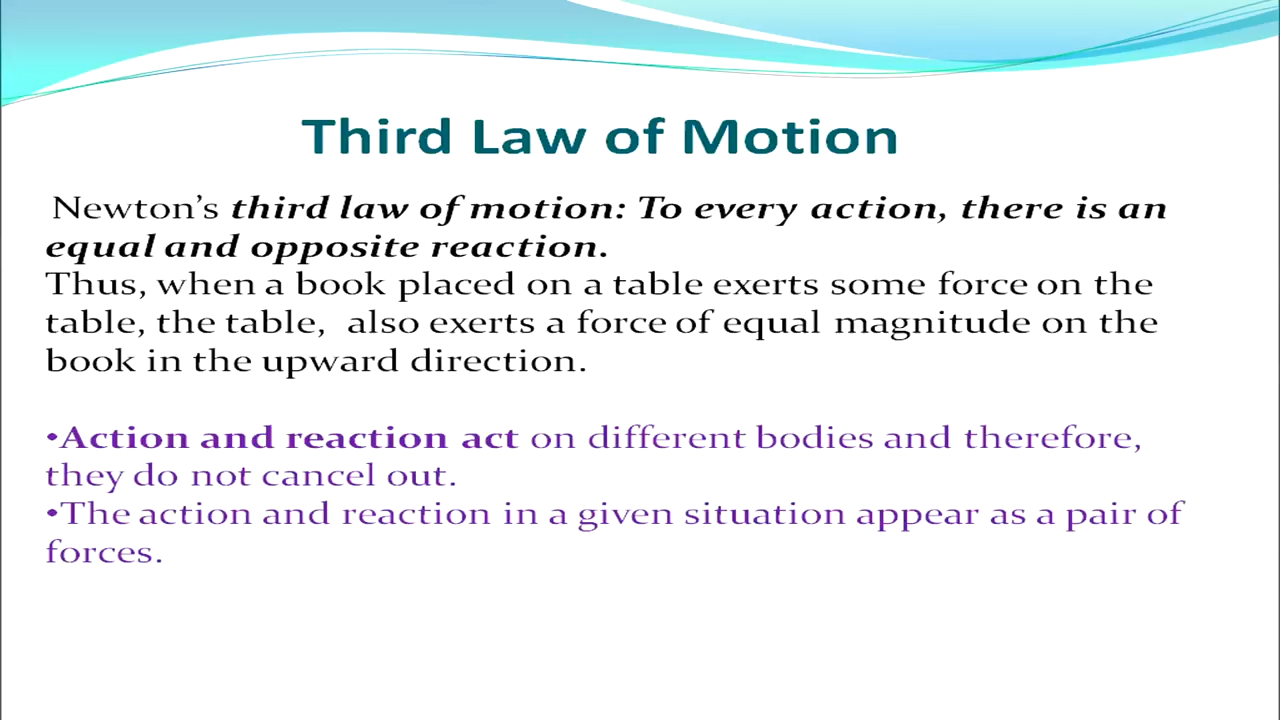 Third Law of Motion
Newton’s third law of motion: To every action, there is an
equal and opposite reaction.
Thus, when a book placed on a table exerts some force on the
table, the table, also exerts a force of equal magnitude on the
book in the upward direction.
•Action and reaction act on different bodies and therefore,
they do not cancel out.
•The action and reaction in a given situation appear as a pair of
forces.